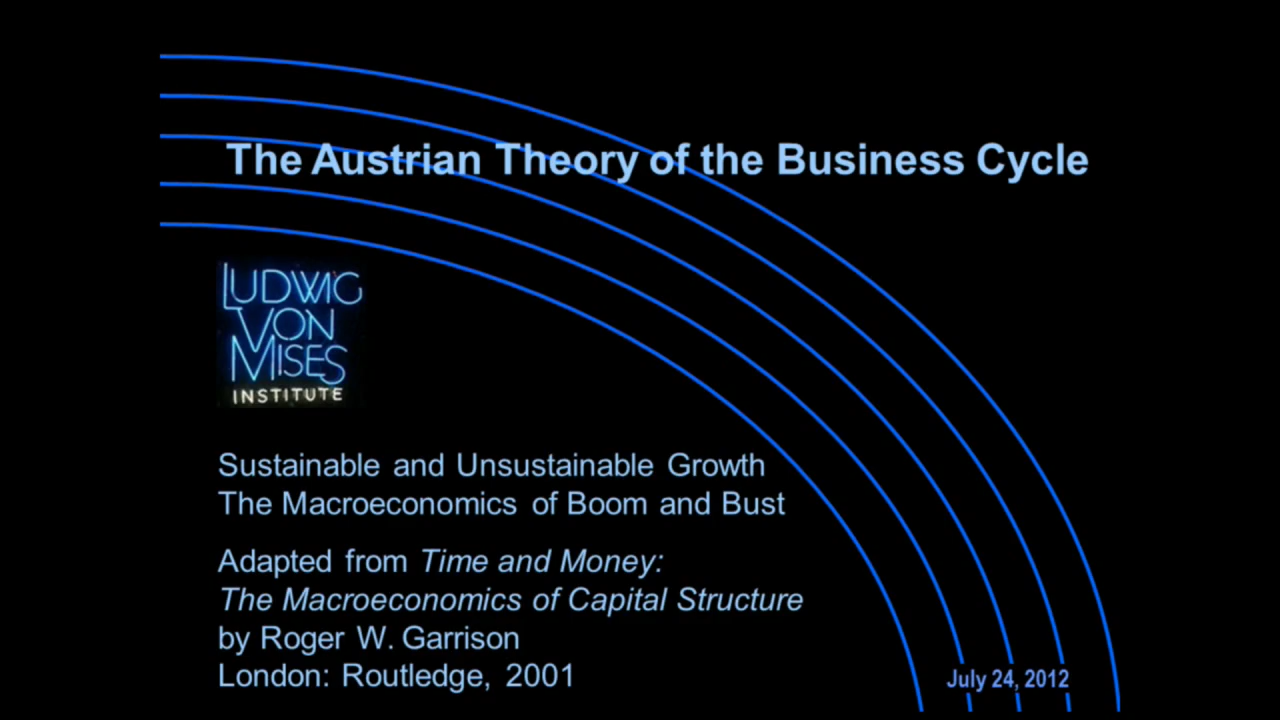 The Austrian Theory of the Business Cycle
LUDWIG
VON
MISES
INSTITUTE
Sustainable and Unsustainable Growth
The Macroeconomics of Boom and Bust
Adapted from Time and Money:
The Macroeconomics of Capital Structure
by Roger W. Garrison
London: Routledge, 2001
July 24, 2012